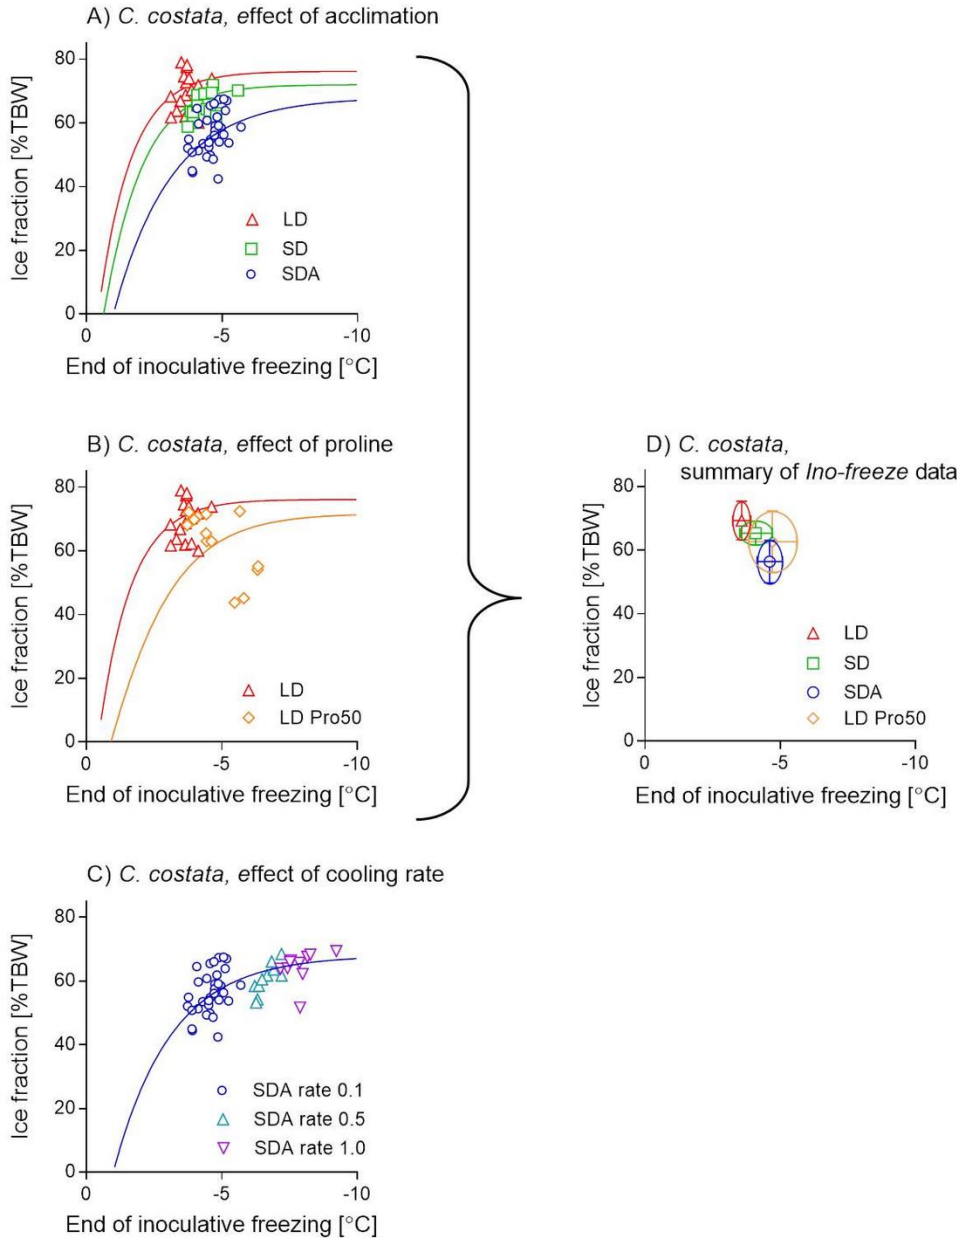 A) C. costata, effect of acclimation
Ice fraction [%TBW]
80
60
40
20
0
LD
SD
SDA
0
-5
-10
End of inoculative freezing [°C]
B) C. costata, effect of proline
Ice fraction [%TBW]
80
60
40
20
0
LD
LD Pro50
0
-5
-10
End of inoculative freezing [°C]
D) C. costata,
summary of Ino-freeze data
Ice fraction [%TBW]
80
60
40
20
0
LD
SD
SDA
LD Pro50
0
-5
-10
End of inoculative freezing [°C]
C) C. costata, effect of cooling rate
Ice fraction [%TBW]
80
60
40
20
0
SDA rate 0.1
SDA rate 0.5
SDA rate 1.0
0
-5
-10
End of inoculative freezing [°C]